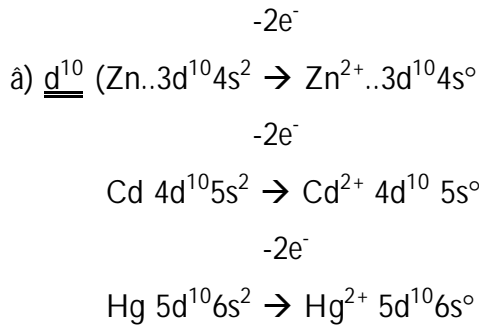 -2e⁻
â) d¹⁰ (Zn..3d¹⁰4s² → Zn²⁺..3d¹⁰4s°
-2e⁻
Cd 4d¹⁰5s² → Cd²⁺ 4d¹⁰ 5s°
-2e⁻
Hg 5d¹⁰6s² → Hg²⁺ 5d¹⁰6s°